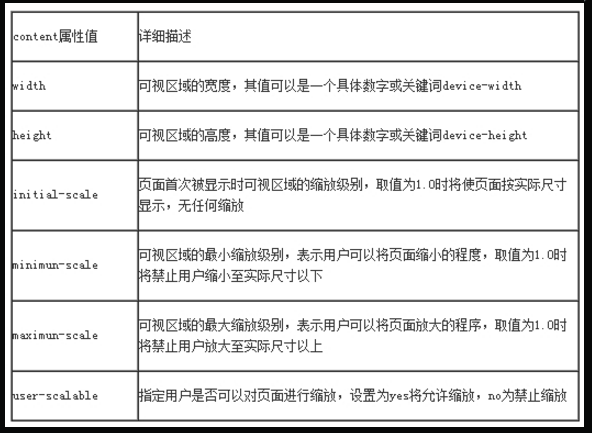 content属性值 详细描述
width 可视区域的宽度，其值可以是一个具体数字或关键词device-width
height 可视区域的高度，其值可以是一个具体数字或关键词device-height
initial-scale 页面首次被显示时可视区域的缩放级别，取值为1.0时将使页面按实际尺寸
显示，无任何缩放
minimun-scale 可视区域的最小缩放级别，表示用户可以将页面缩小的程度，取值为1.0时
将禁止用户缩小至实际尺寸以下
maximun-scale 可视区域的最大缩放级别，表示用户可以将页面放大的程序，取值为1.0时
将禁止用户放大至实际尺寸以上
user-scalable 指定用户是否可以对页面进行缩放，设置为yes将允许缩放，no为禁止缩放